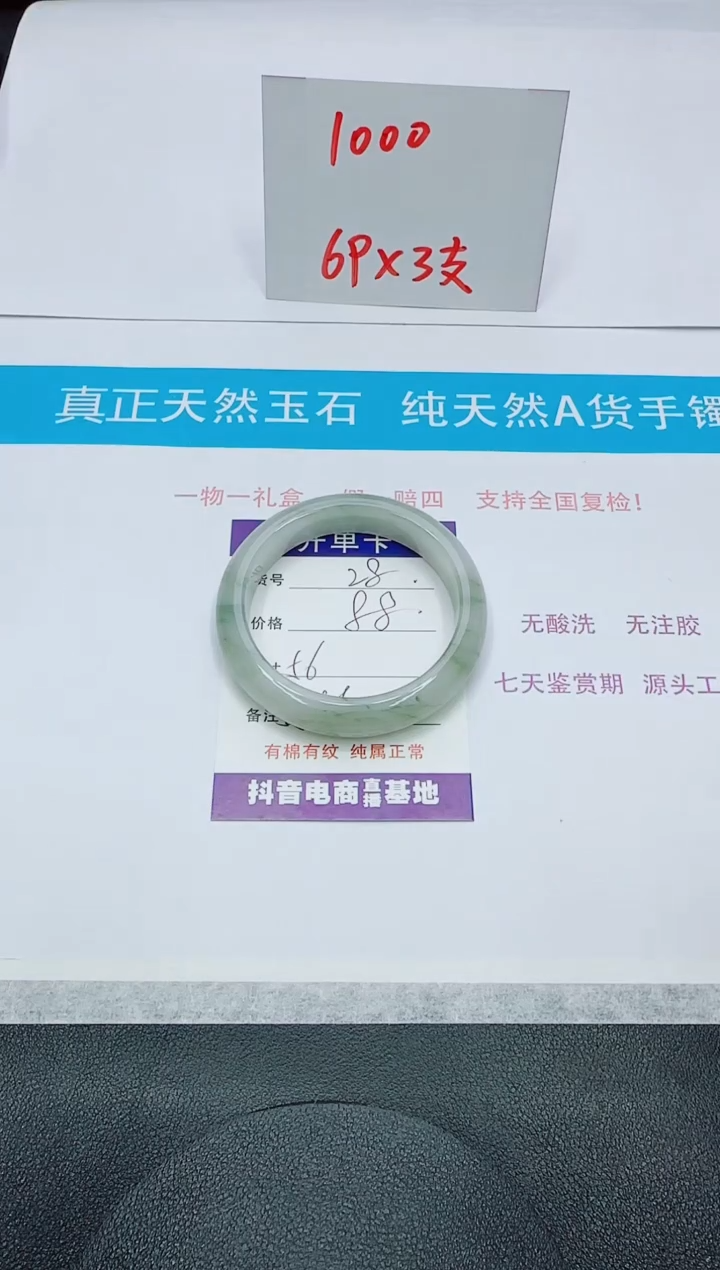 1000
6P×3支
真正天然玉石 纯天然A货手镯
一物一礼盒 假 赔四 支持全国复检!
开单卡
货号 28.
价格 88.
无酸洗 无注胶
56
七天鉴赏期 源头工
备注
有棉有纹 纯属正常
抖音电商直播基地